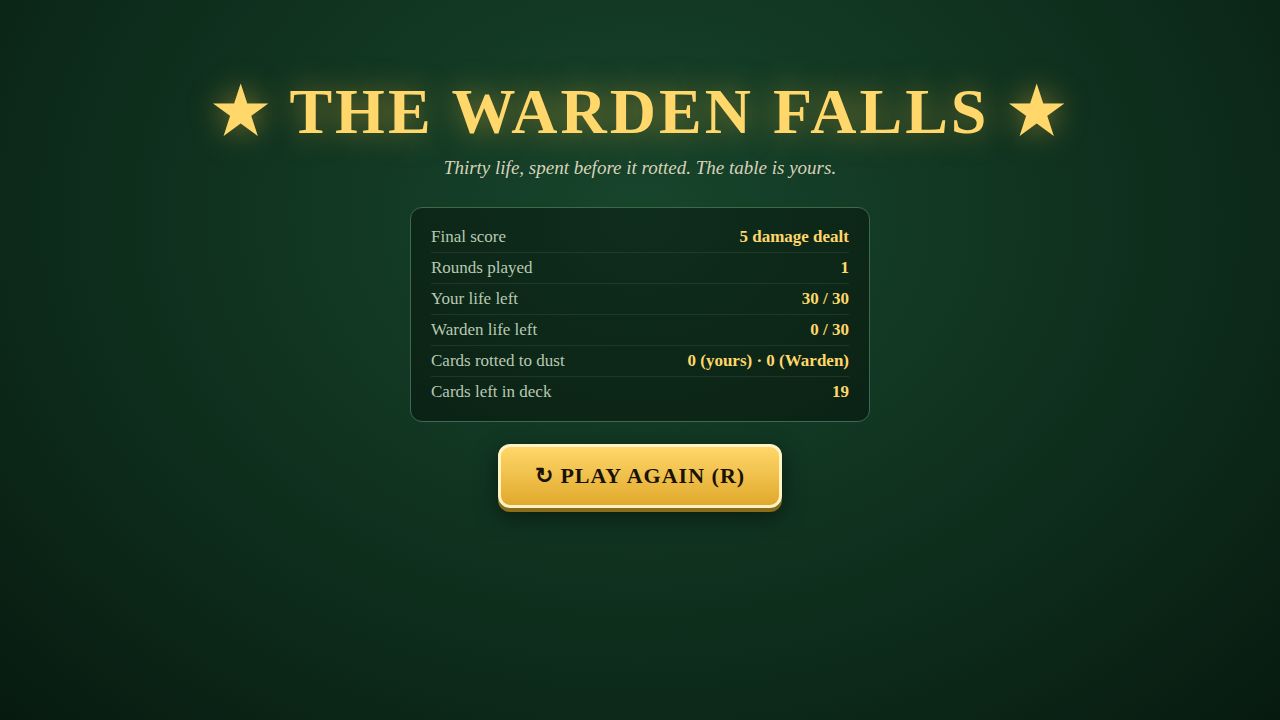 ★ THE WARDEN FALLS ★
Thirty life, spent before it rotted. The table is yours.
Final score 5 damage dealt
Rounds played 1
Your life left 30 / 30
Warden life left 0 / 30
Cards rotted to dust 0 (yours) · 0 (Warden)
Cards left in deck 19
↻ PLAY AGAIN (R)